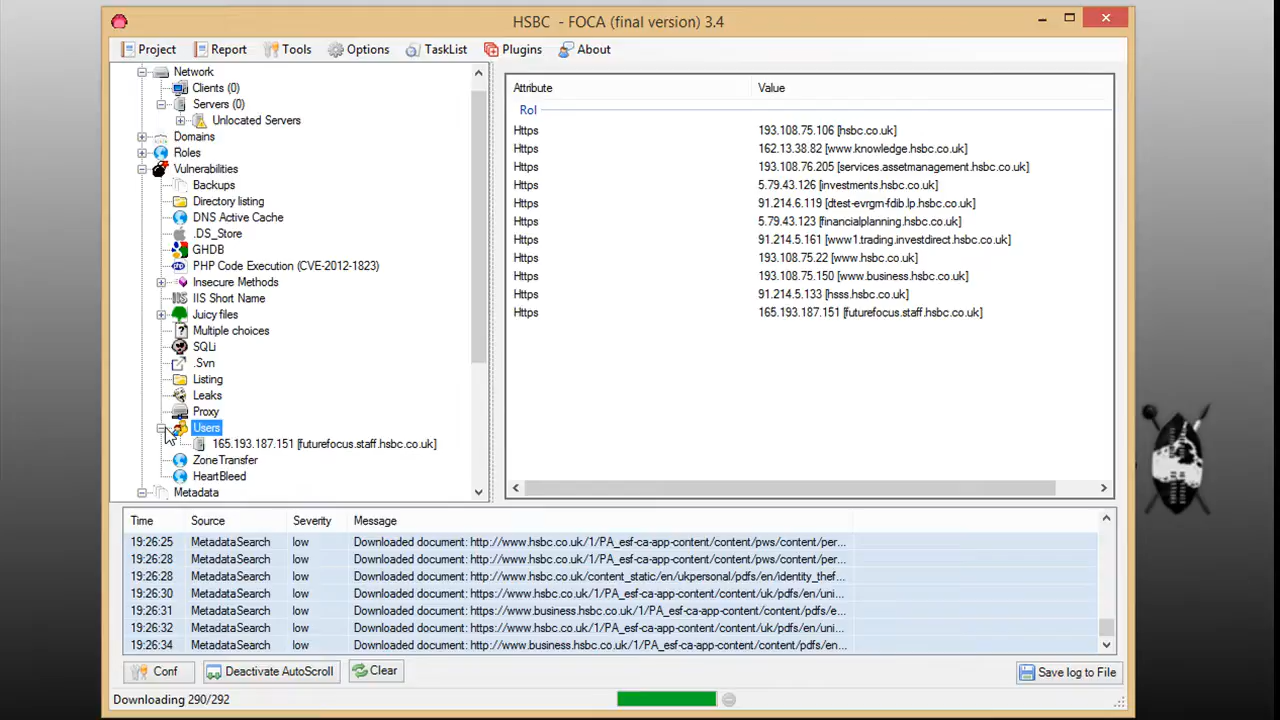 HSBC - FOCA (final version) 3.4
Project Report Tools Options TaskList Plugins About
Network
Clients (0)
Servers (0)
Unlocated Servers
Domains
Roles
Vulnerabilities
Backups
Directory listing
DNS Active Cache
.DS_Store
GHDB
PHP Code Execution (CVE-2012-1823)
Insecure Methods
IIS Short Name
Juicy files
Multiple choices
SQLi
.Svn
Listing
Leaks
Proxy
Users
165.193.187.151 [futurefocus.staff.hsbc.co.uk]
ZoneTransfer
HeartBleed
Metadata
Attribute Value
Rol
Https 193.108.75.106 [hsbc.co.uk]
Https 162.13.38.82 [www.knowledge.hsbc.co.uk]
Https 193.108.76.205 [services.assetmanagement.hsbc.co.uk]
Https 5.79.43.126 [investments.hsbc.co.uk]
Https 91.214.6.119 [dtest-evrgm-fdib.lp.hsbc.co.uk]
Https 5.79.43.123 [financialplanning.hsbc.co.uk]
Https 91.214.5.161 [www1.trading.investdirect.hsbc.co.uk]
Https 193.108.75.22 [www.hsbc.co.uk]
Https 193.108.75.150 [www.business.hsbc.co.uk]
Https 91.214.5.133 [hsss.hsbc.co.uk]
Https 165.193.187.151 [futurefocus.staff.hsbc.co.uk]
Time Source Severity Message
19:26:25 MetadataSearch low Downloaded document: http://www.hsbc.co.uk/1/PA_esf-ca-app-content/content/pws/content/per...
19:26:28 MetadataSearch low Downloaded document: http://www.hsbc.co.uk/1/PA_esf-ca-app-content/content/pws/content/per...
19:26:28 MetadataSearch low Downloaded document: http://www.hsbc.co.uk/content_static/en/ukpersonal/pdfs/en/identity_thef...
19:26:30 MetadataSearch low Downloaded document: https://www.hsbc.co.uk/1/PA_esf-ca-app-content/content/uk/pdfs/en/uni...
19:26:31 MetadataSearch low Downloaded document: https://www.business.hsbc.co.uk/1/PA_esf-ca-app-content/content/pdfs/e...
19:26:32 MetadataSearch low Downloaded document: https://www.hsbc.co.uk/1/PA_esf-ca-app-content/content/uk/pdfs/en/uni...
19:26:34 MetadataSearch low Downloaded document: http://www.business.hsbc.co.uk/1/PA_esf-ca-app-content/content/pdfs/en...
Conf Deactivate AutoScroll Clear Save log to File
Downloading 290/292